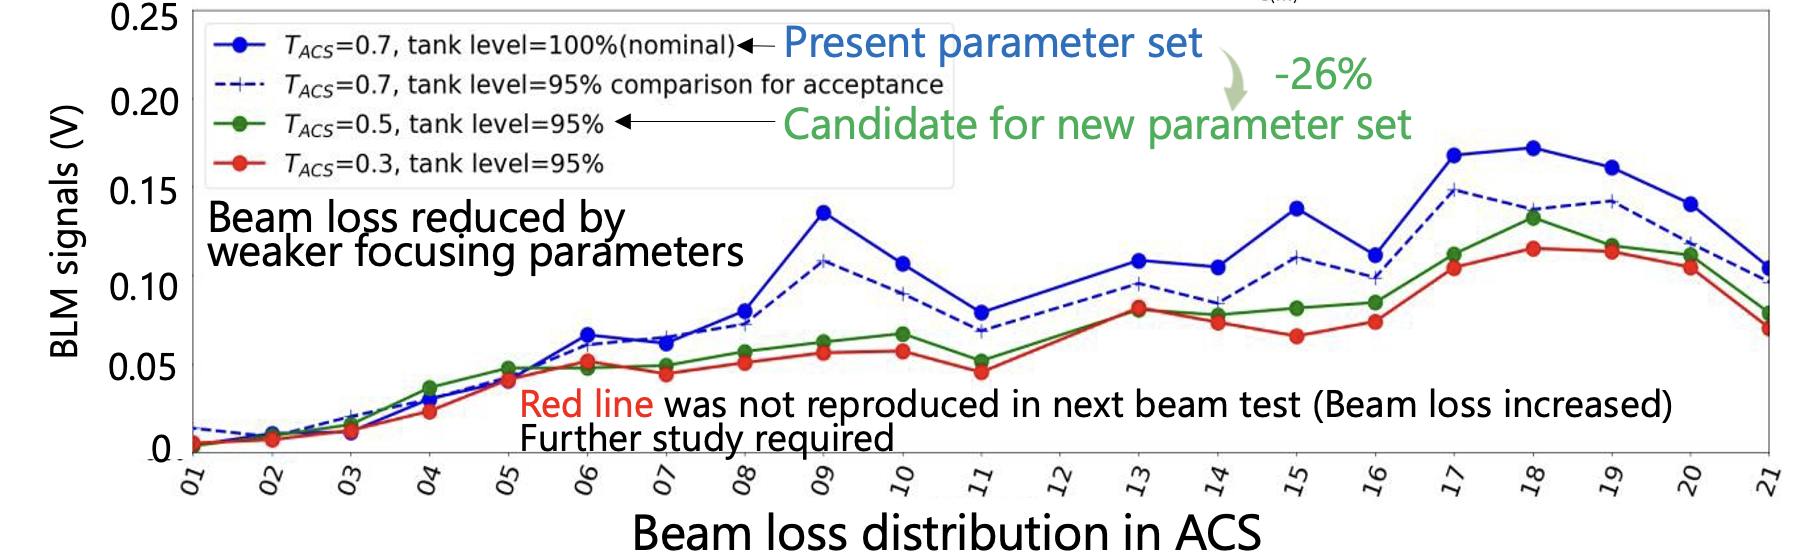 0.25
T_ACS=0.7, tank level=100%(nominal)
Present parameter set
-26%
T_ACS=0.7, tank level=95% comparison for acceptance
0.20
T_ACS=0.5, tank level=95%
Candidate for new parameter set
T_ACS=0.3, tank level=95%
0.15
Beam loss reduced by
weaker focusing parameters
BLM signals (V)
0.10
0.05
Red line was not reproduced in next beam test (Beam loss increased)
Further study required
0
01 02 03 04 05 06 07 08 09 10 11 12 13 14 15 16 17 18 19 20 21
Beam loss distribution in ACS